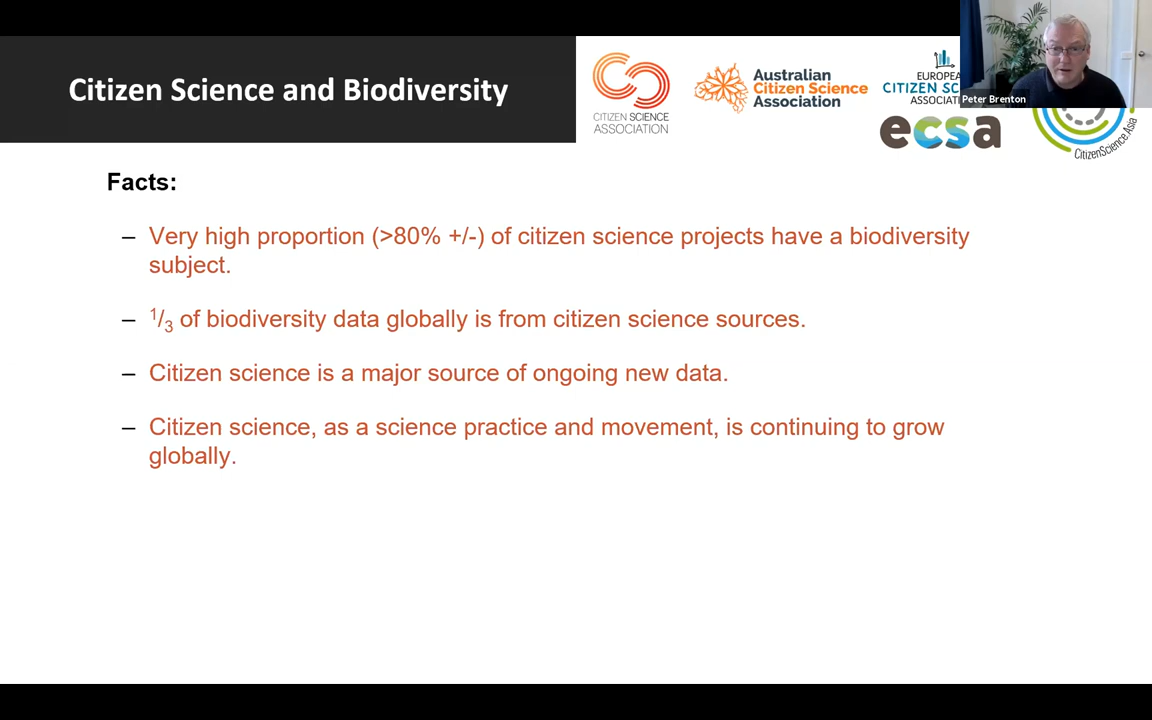 Citizen Science and Biodiversity
CITIZEN SCIENCE
ASSOCIATION
Australian
Citizen Science
Association
EUROPEA
CITIZEN SC
ASSOCIAT
ecsa
Peter Brenton
CitizenScience.Asia
Facts:
– Very high proportion (>80% +/-) of citizen science projects have a biodiversity
subject.
– 1/3 of biodiversity data globally is from citizen science sources.
– Citizen science is a major source of ongoing new data.
– Citizen science, as a science practice and movement, is continuing to grow
globally.